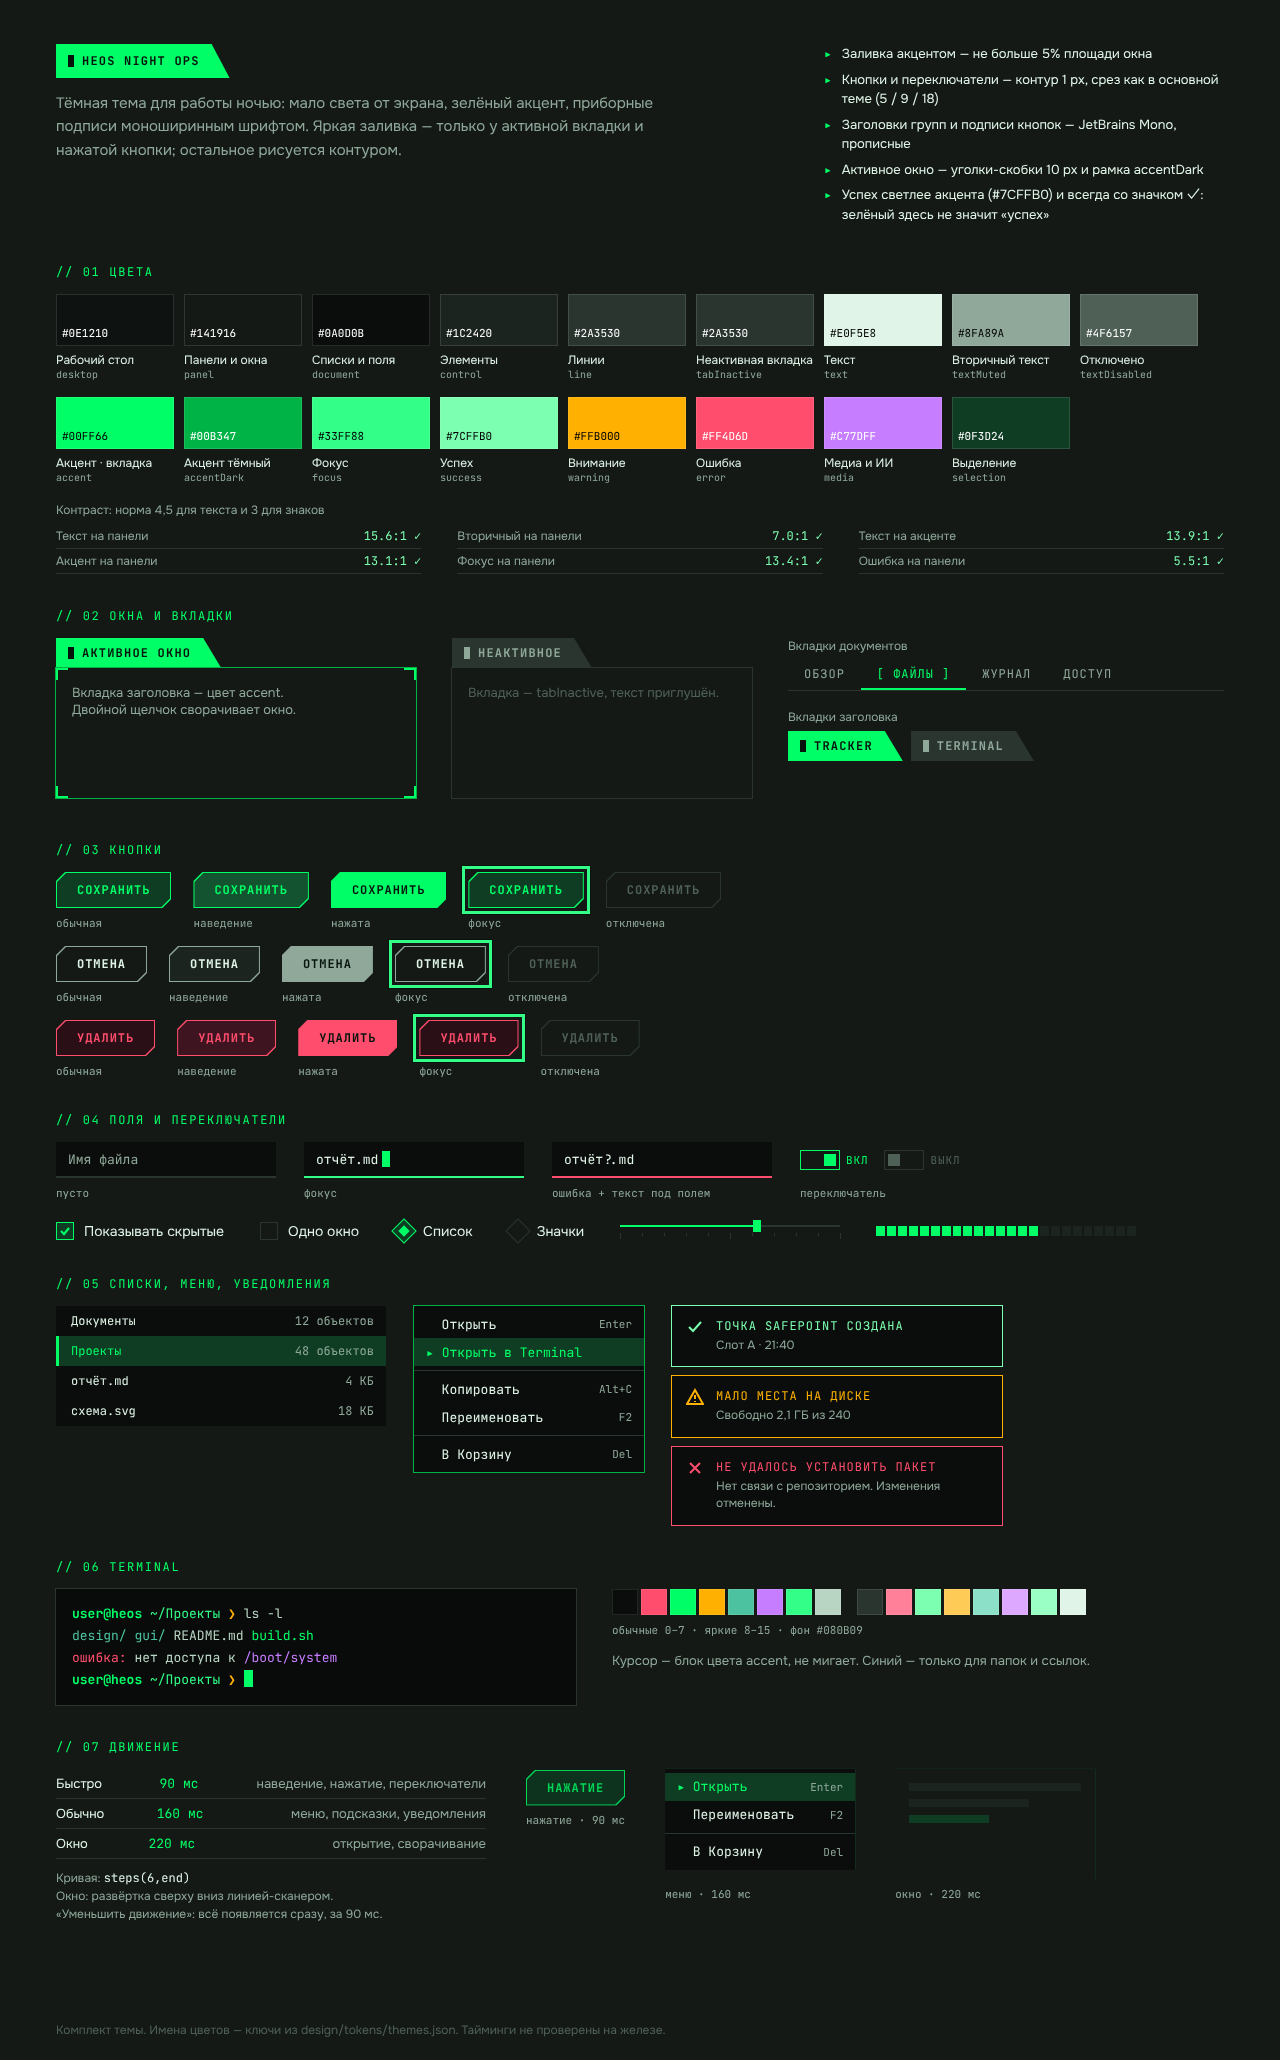 HEOS NIGHT OPS
Тёмная тема для работы ночью: мало света от экрана, зелёный акцент, приборные
подписи моноширинным шрифтом. Яркая заливка — только у активной вкладки и
нажатой кнопки; остальное рисуется контуром.
▸ Заливка акцентом — не больше 5% площади окна
▸ Кнопки и переключатели — контур 1 px, срез как в основной
теме (5 / 9 / 18)
▸ Заголовки групп и подписи кнопок — JetBrains Mono,
прописные
▸ Активное окно — уголки-скобки 10 px и рамка accentDark
▸ Успех светлее акцента (#7CFFB0) и всегда со значком ✓:
зелёный здесь не значит «успех»
// 01 ЦВЕТА
#0E1210 #141916 #0A0D0B #1C2420 #2A3530 #2A3530 #E0F5E8 #8FA89A #4F6157
Рабочий стол Панели и окна Списки и поля Элементы Линии Неактивная вкладка Текст Вторичный текст Отключено
desktop panel document control line tabInactive text textMuted textDisabled
#00FF66 #00B347 #33FF88 #7CFFB0 #FFB000 #FF4D6D #C77DFF #0F3D24
Акцент · вкладка Акцент тёмный Фокус Успех Внимание Ошибка Медиа и ИИ Выделение
accent accentDark focus success warning error media selection
Контраст: норма 4,5 для текста и 3 для знаков
Текст на панели 15.6:1 ✓ Вторичный на панели 7.0:1 ✓ Текст на акценте 13.9:1 ✓
Акцент на панели 13.1:1 ✓ Фокус на панели 13.4:1 ✓ Ошибка на панели 5.5:1 ✓
// 02 ОКНА И ВКЛАДКИ
АКТИВНОЕ ОКНО
Вкладка заголовка — цвет accent.
Двойной щелчок сворачивает окно.
НЕАКТИВНОЕ
Вкладка — tabInactive, текст приглушён.
Вкладки документов
ОБЗОР [ ФАЙЛЫ ] ЖУРНАЛ ДОСТУП
Вкладки заголовка
TRACKER TERMINAL
// 03 КНОПКИ
СОХРАНИТЬ СОХРАНИТЬ СОХРАНИТЬ СОХРАНИТЬ СОХРАНИТЬ
обычная наведение нажата фокус отключена
ОТМЕНА ОТМЕНА ОТМЕНА ОТМЕНА ОТМЕНА
обычная наведение нажата фокус отключена
УДАЛИТЬ УДАЛИТЬ УДАЛИТЬ УДАЛИТЬ УДАЛИТЬ
обычная наведение нажата фокус отключена
// 04 ПОЛЯ И ПЕРЕКЛЮЧАТЕЛИ
Имя файла отчёт.md отчёт?.md ВКЛ ВЫКЛ
пусто фокус ошибка + текст под полем переключатель
Показывать скрытые Одно окно Список Значки
// 05 СПИСКИ, МЕНЮ, УВЕДОМЛЕНИЯ
Документы 12 объектов
Проекты 48 объектов
отчёт.md 4 КБ
схема.svg 18 КБ
Открыть Enter
▸ Открыть в Terminal
Копировать Alt+C
Переименовать F2
В Корзину Del
ТОЧКА SAFEPOINT СОЗДАНА
Слот A · 21:40
МАЛО МЕСТА НА ДИСКЕ
Свободно 2,1 ГБ из 240
НЕ УДАЛОСЬ УСТАНОВИТЬ ПАКЕТ
Нет связи с репозиторием. Изменения
отменены.
// 06 TERMINAL
user@heos ~/Проекты ❯ ls -l
design/ gui/ README.md build.sh
ошибка: нет доступа к /boot/system
user@heos ~/Проекты ❯
обычные 0–7 · яркие 8–15 · фон #080B09
Курсор — блок цвета accent, не мигает. Синий — только для папок и ссылок.
// 07 ДВИЖЕНИЕ
Быстро 90 мс наведение, нажатие, переключатели
Обычно 160 мс меню, подсказки, уведомления
Окно 220 мс открытие, сворачивание
Кривая: steps(6,end)
Окно: развёртка сверху вниз линией-сканером.
«Уменьшить движение»: всё появляется сразу, за 90 мс.
НАЖАТИЕ
нажатие · 90 мс
▸ Открыть Enter
Переименовать F2
В Корзину Del
меню · 160 мс
окно · 220 мс
Комплект темы. Имена цветов — ключи из design/tokens/themes.json. Тайминги не проверены на железе.